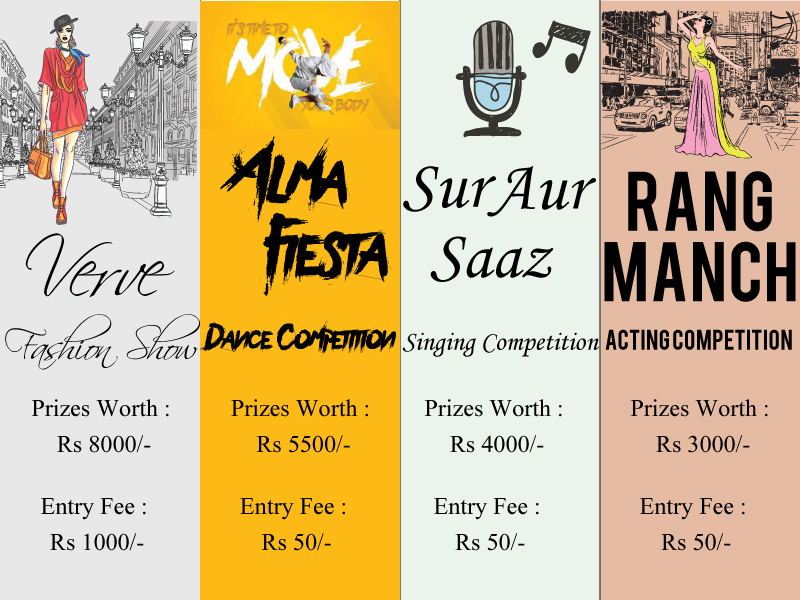 Verve
Fashion Show
Prizes Worth :
Rs 8000/-
Entry Fee :
Rs 1000/-
IT'S TIME TO
MOVE
YOUR BODY
ALMA
FIESTA
DANCE COMPETITION
Prizes Worth :
Rs 5500/-
Entry Fee :
Rs 50/-
Sur Aur
Saaz
Singing Competition
Prizes Worth :
Rs 4000/-
Entry Fee :
Rs 50/-
RANG
MANCH
ACTING COMPETITION
Prizes Worth :
Rs 3000/-
Entry Fee :
Rs 50/-